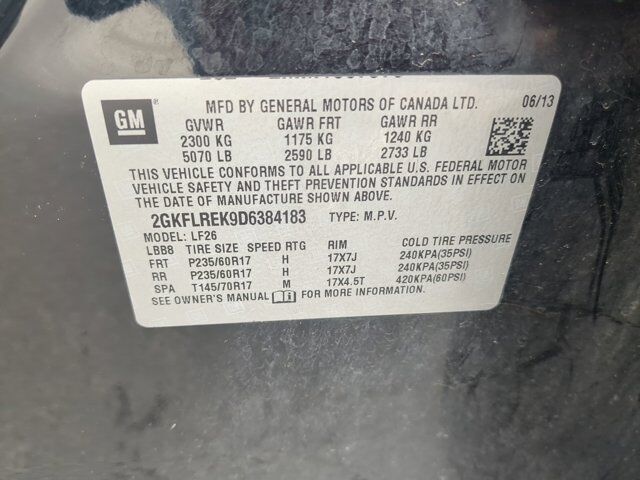 GM
MFD BY GENERAL MOTORS OF CANADA LTD. 06/13
GVWR GAWR FRT GAWR RR
2300 KG 1175 KG 1240 KG
5070 LB 2590 LB 2733 LB
THIS VEHICLE CONFORMS TO ALL APPLICABLE U.S. FEDERAL MOTOR
VEHICLE SAFETY AND THEFT PREVENTION STANDARDS IN EFFECT ON
THE DATE OF MANUFACTURE SHOWN ABOVE.
2GKFLREK9D6384183 TYPE: M.P.V.
MODEL: LF26
LBB8 TIRE SIZE SPEED RTG RIM COLD TIRE PRESSURE
FRT P235/60R17 H 17X7J 240KPA(35PSI)
RR P235/60R17 H 17X7J 240KPA(35PSI)
SPA T145/70R17 M 17X4.5T 420KPA(60PSI)
SEE OWNER'S MANUAL FOR MORE INFORMATION.